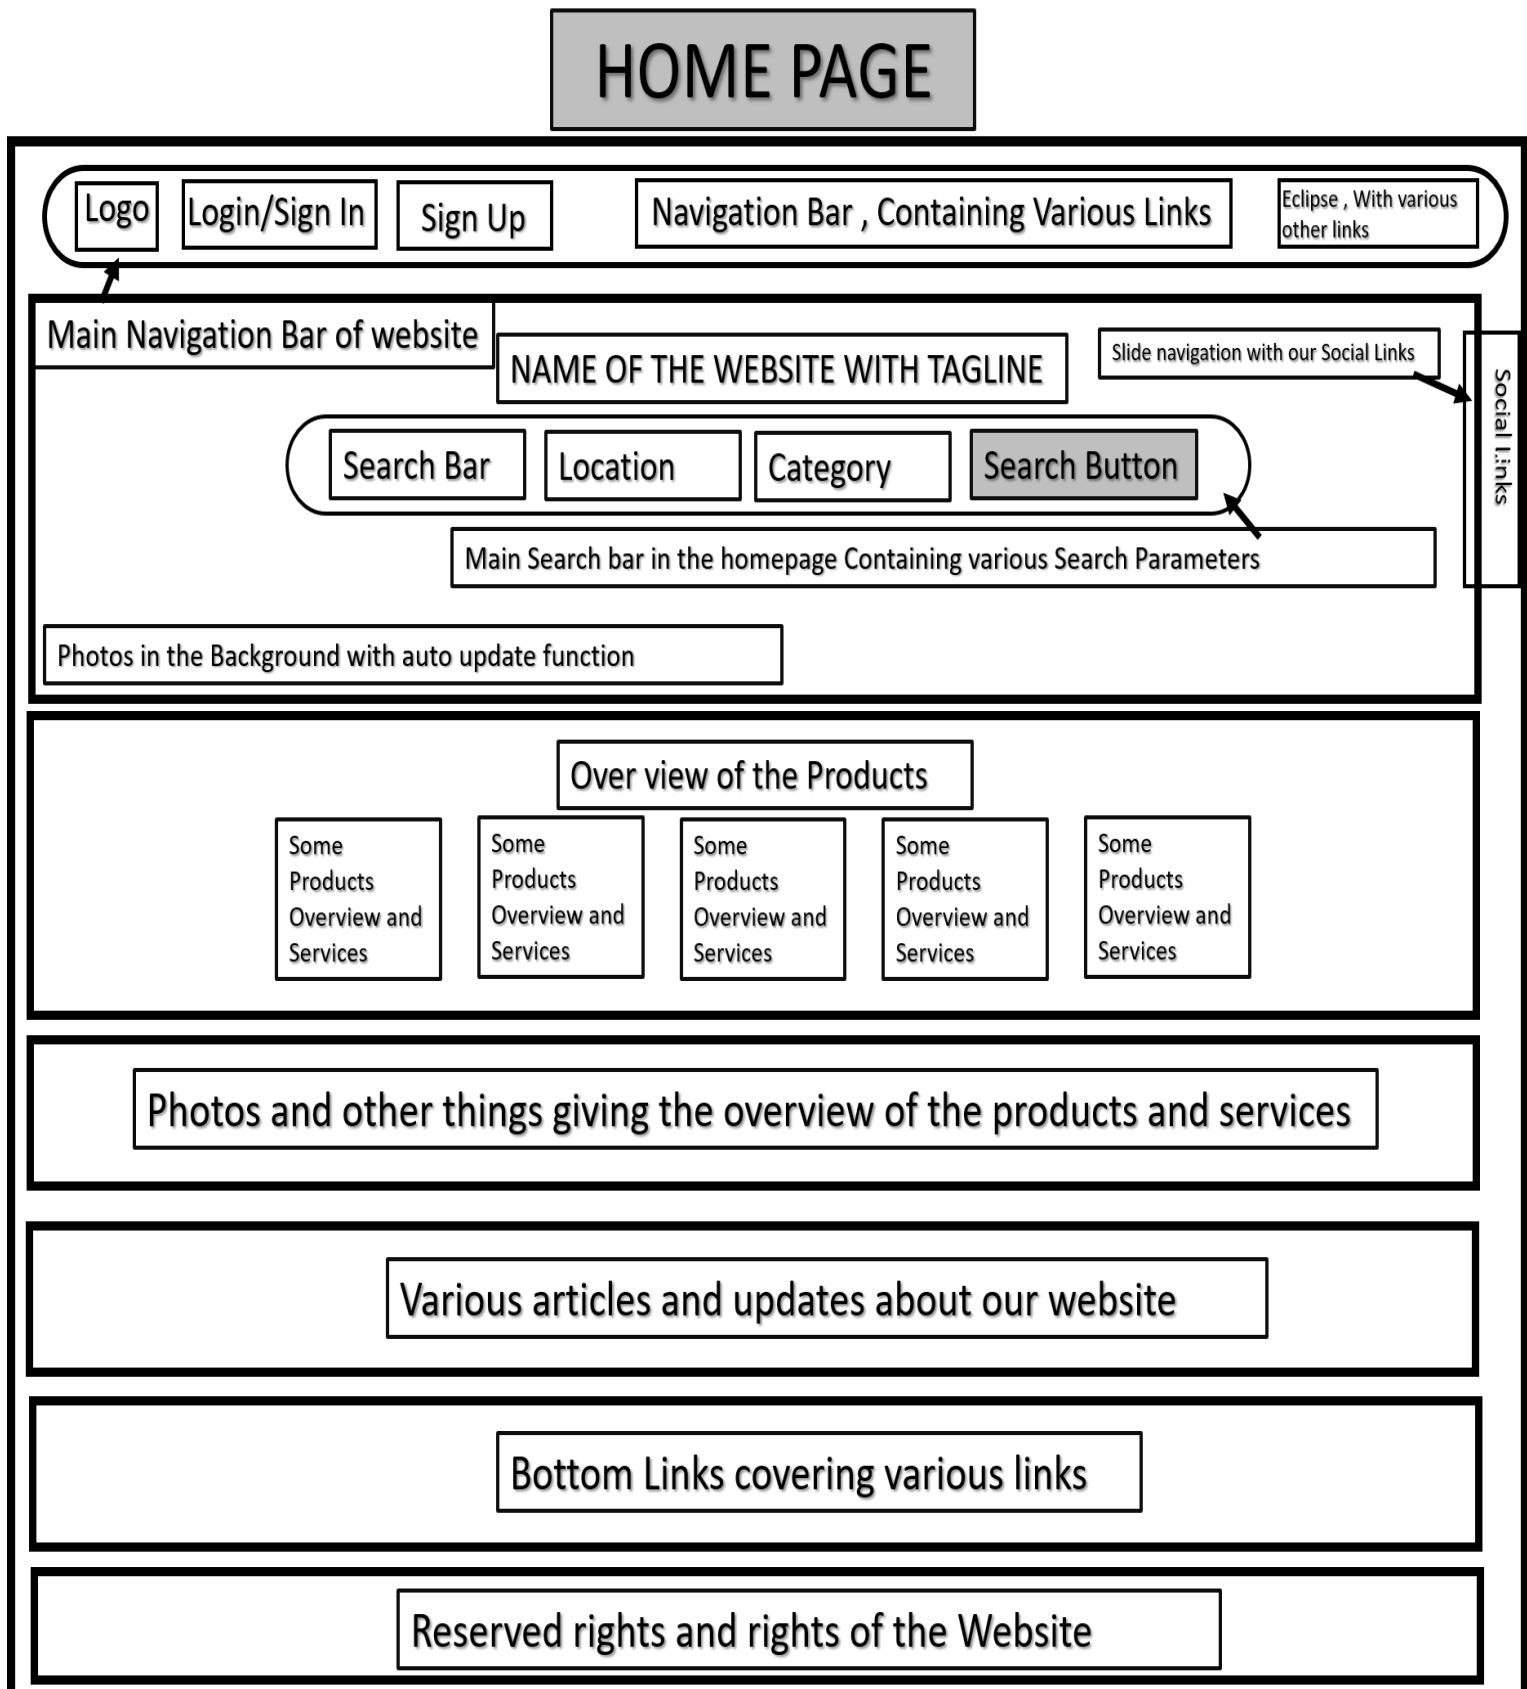 HOME PAGE
Logo
Login/Sign In
Sign Up
Navigation Bar , Containing Various Links
Eclipse , With various
other links
Main Navigation Bar of website
NAME OF THE WEBSITE WITH TAGLINE
Slide navigation with our Social Links
Social Links
Search Bar
Location
Category
Search Button
Main Search bar in the homepage Containing various Search Parameters
Photos in the Background with auto update function
Over view of the Products
Some
Products
Overview and
Services
Some
Products
Overview and
Services
Some
Products
Overview and
Services
Some
Products
Overview and
Services
Some
Products
Overview and
Services
Photos and other things giving the overview of the products and services
Various articles and updates about our website
Bottom Links covering various links
Reserved rights and rights of the Website